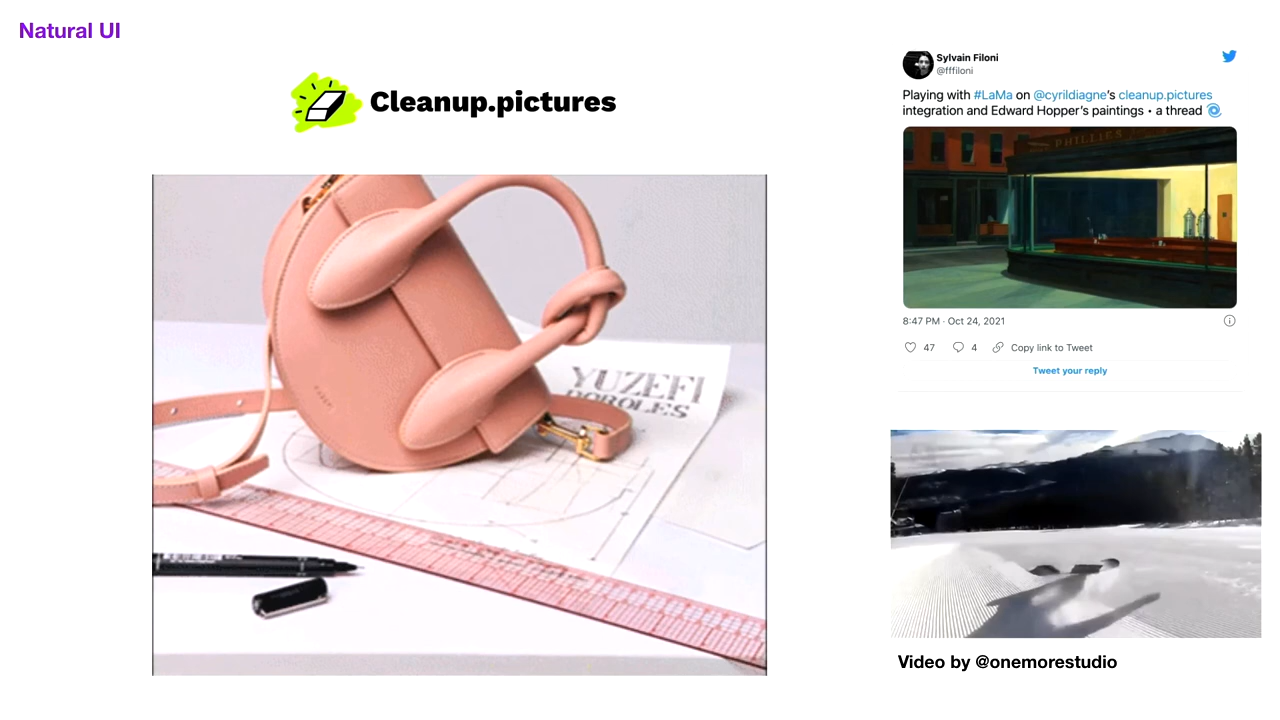 Natural UI
Cleanup.pictures
YUZEFI
Sylvain Filoni
@fffiloni
Playing with #LaMa on @cyrildiagne's cleanup.pictures
integration and Edward Hopper's paintings • a thread
PHILLIES
8:47 PM · Oct 24, 2021
47
4
Copy link to Tweet
Tweet your reply
Video by @onemorestudio